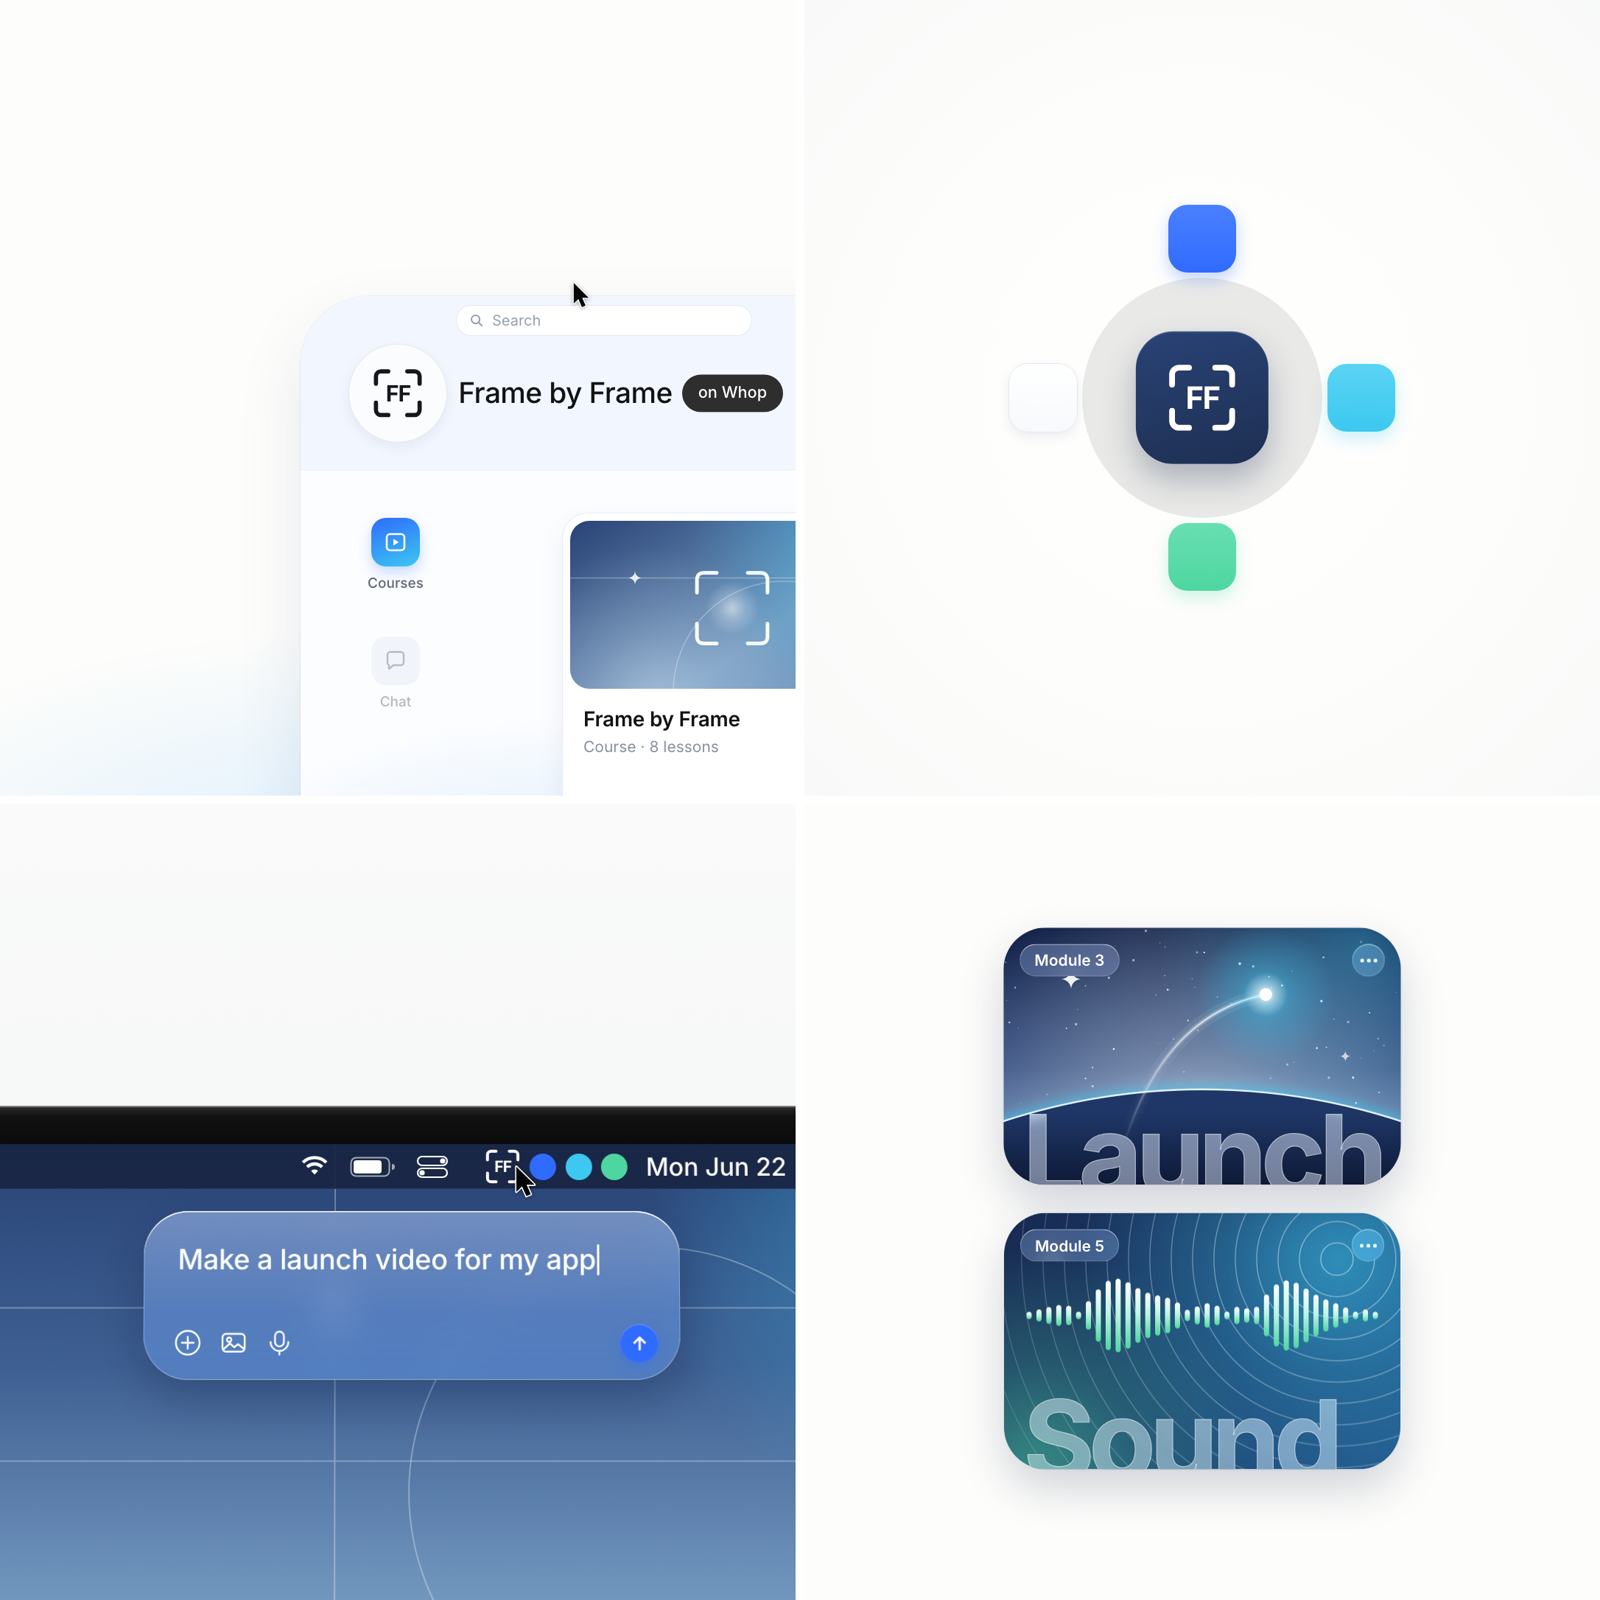 Search
FF
Frame by Frame
on Whop
Courses
Chat
Frame by Frame
Course · 8 lessons
FF
FF
Mon Jun 22
Make a launch video for my app
Module 3
Launch
Module 5
Sound